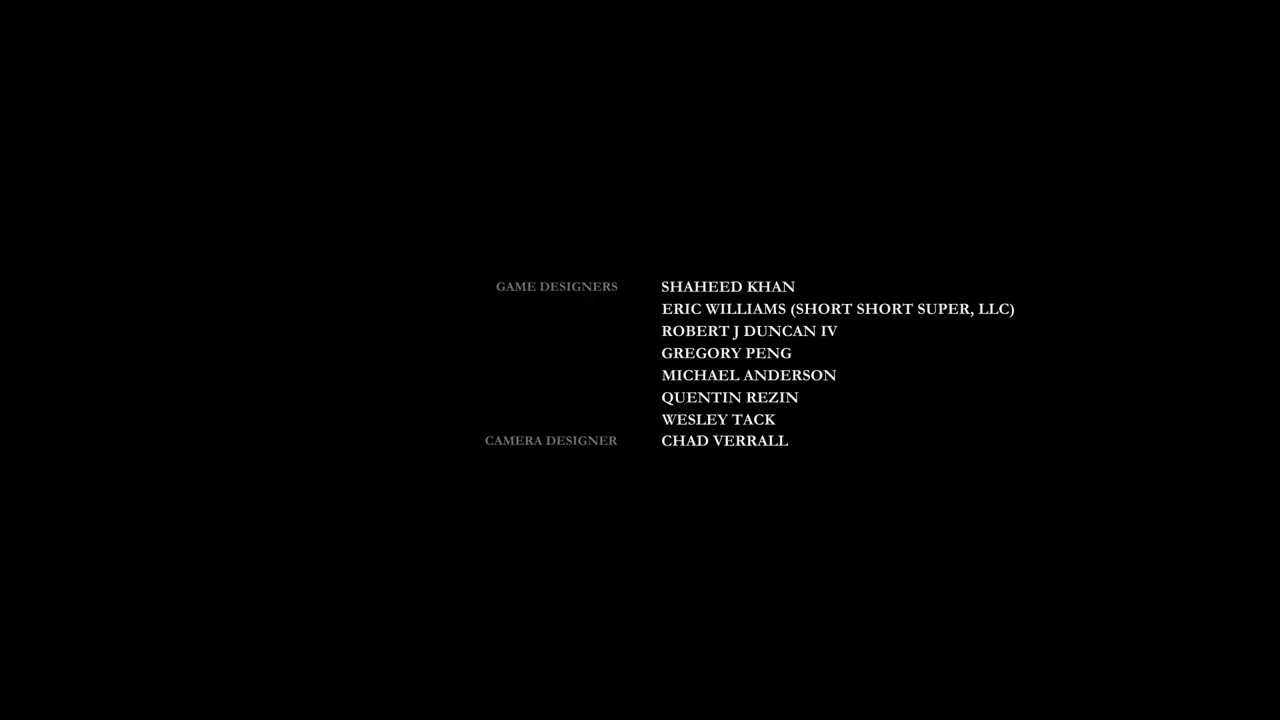 GAME DESIGNERS SHAHEED KHAN
ERIC WILLIAMS (SHORT SHORT SUPER, LLC)
ROBERT J DUNCAN IV
GREGORY PENG
MICHAEL ANDERSON
QUENTIN REZIN
WESLEY TACK
CAMERA DESIGNER CHAD VERRALL